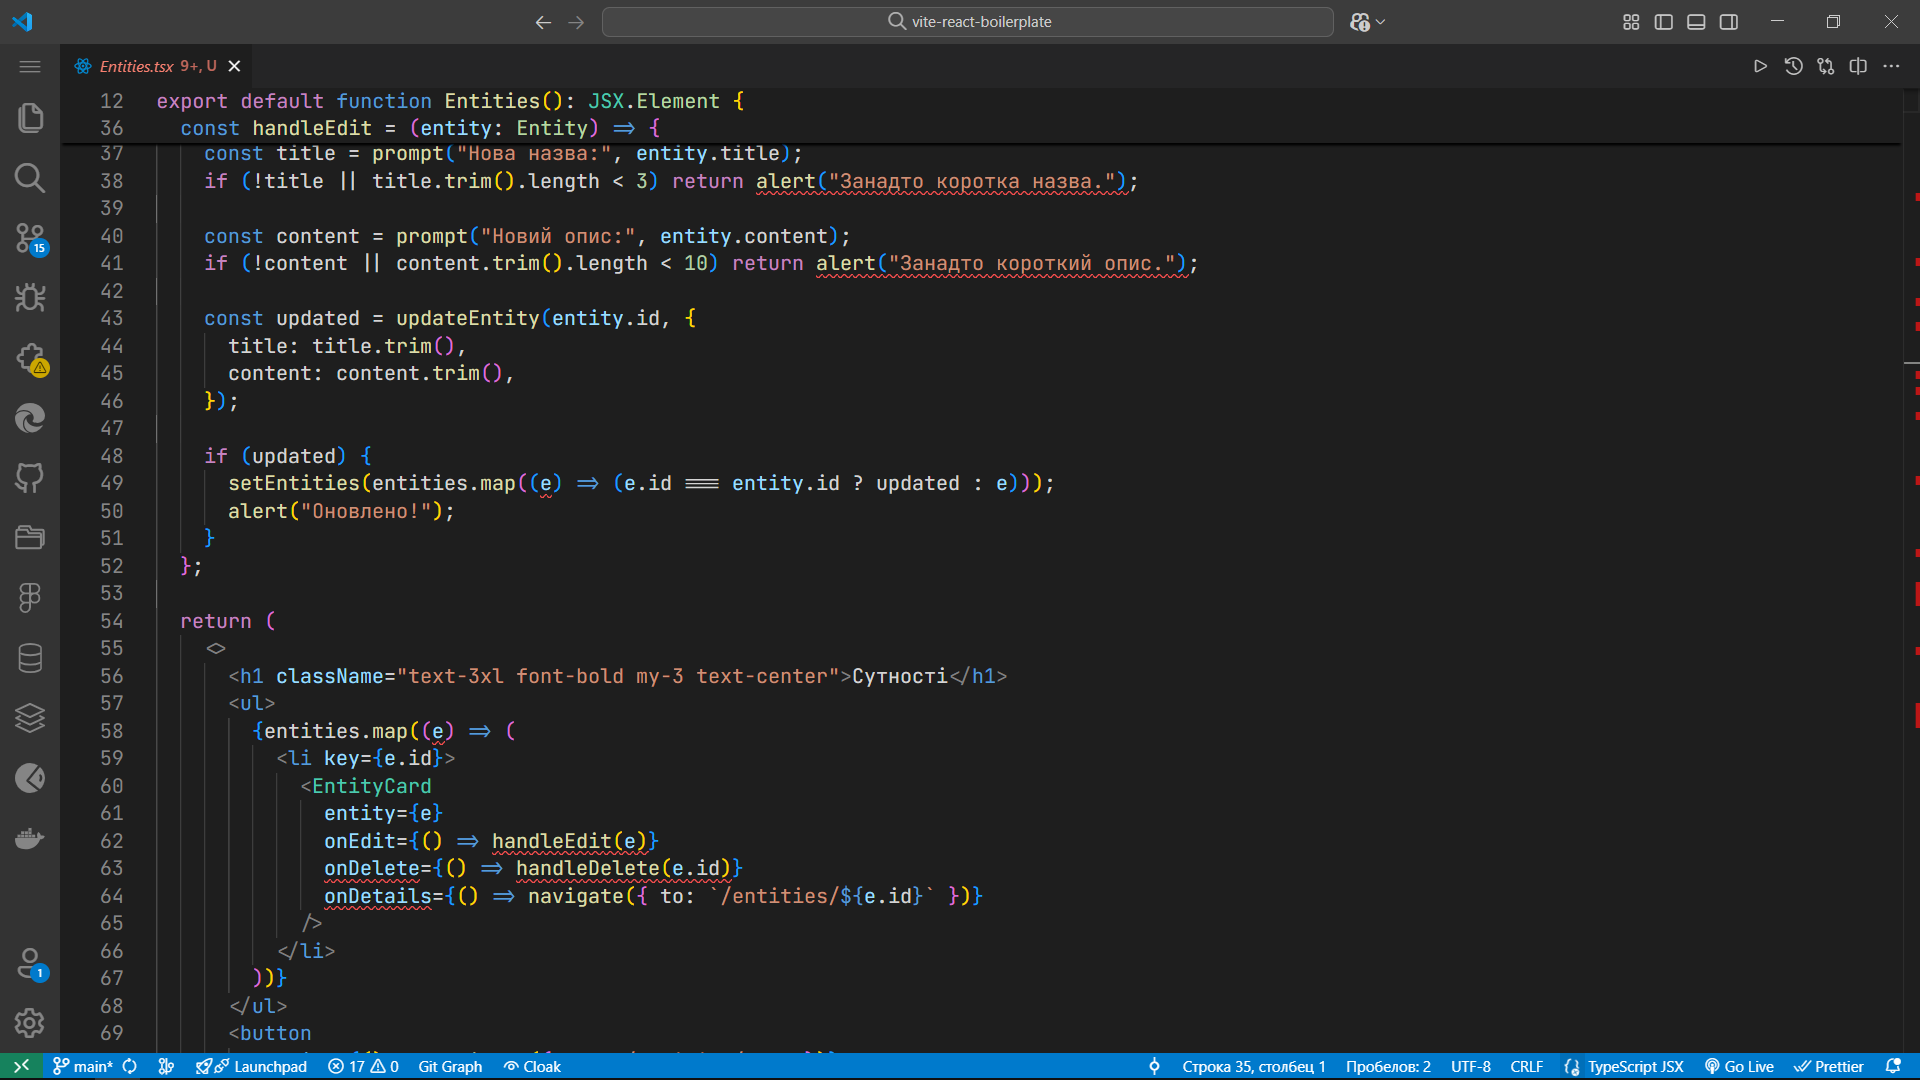 vite-react-boilerplate
Entities.tsx 9+, U
12 export default function Entities(): JSX.Element {
36 const handleEdit = (entity: Entity) => {
37 const title = prompt("Нова назва:", entity.title);
38 if (!title || title.trim().length < 3) return alert("Занадто коротка назва.");
39
40 const content = prompt("Новий опис:", entity.content);
41 if (!content || content.trim().length < 10) return alert("Занадто короткий опис.");
42
43 const updated = updateEntity(entity.id, {
44 title: title.trim(),
45 content: content.trim(),
46 });
47
48 if (updated) {
49 setEntities(entities.map((e) => (e.id === entity.id ? updated : e)));
50 alert("Оновлено!");
51 }
52 };
53
54 return (
55 <>
56 <h1 className="text-3xl font-bold my-3 text-center">Сутності</h1>
57 <ul>
58 {entities.map((e) => (
59 <li key={e.id}>
60 <EntityCard
61 entity={e}
62 onEdit={() => handleEdit(e)}
63 onDelete={() => handleDelete(e.id)}
64 onDetails={() => navigate({ to: `/entities/${e.id}` })}
65 />
66 </li>
67 ))}
68 </ul>
69 <button
15
1
main* Launchpad 17 0 Git Graph Cloak Строка 35, столбец 1 Пробелов: 2 UTF-8 CRLF TypeScript JSX Go Live Prettier